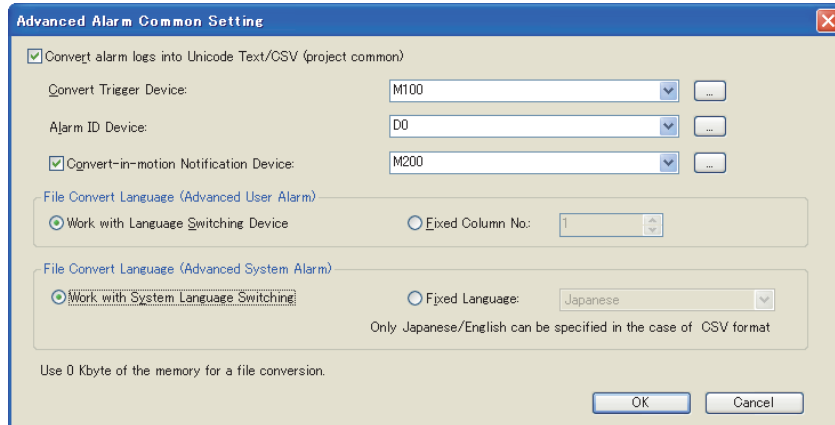 Advanced Alarm Common Setting
Convert alarm logs into Unicode Text/CSV (project common)
Convert Trigger Device: M100 ...
Alarm ID Device: D0 ...
Convert-in-motion Notification Device: M200 ...
File Convert Language (Advanced User Alarm)
Work with Language Switching Device Fixed Column No.: 1
File Convert Language (Advanced System Alarm)
Work with System Language Switching Fixed Language: Japanese
Only Japanese/English can be specified in the case of CSV format
Use 0 Kbyte of the memory for a file conversion.
OK Cancel